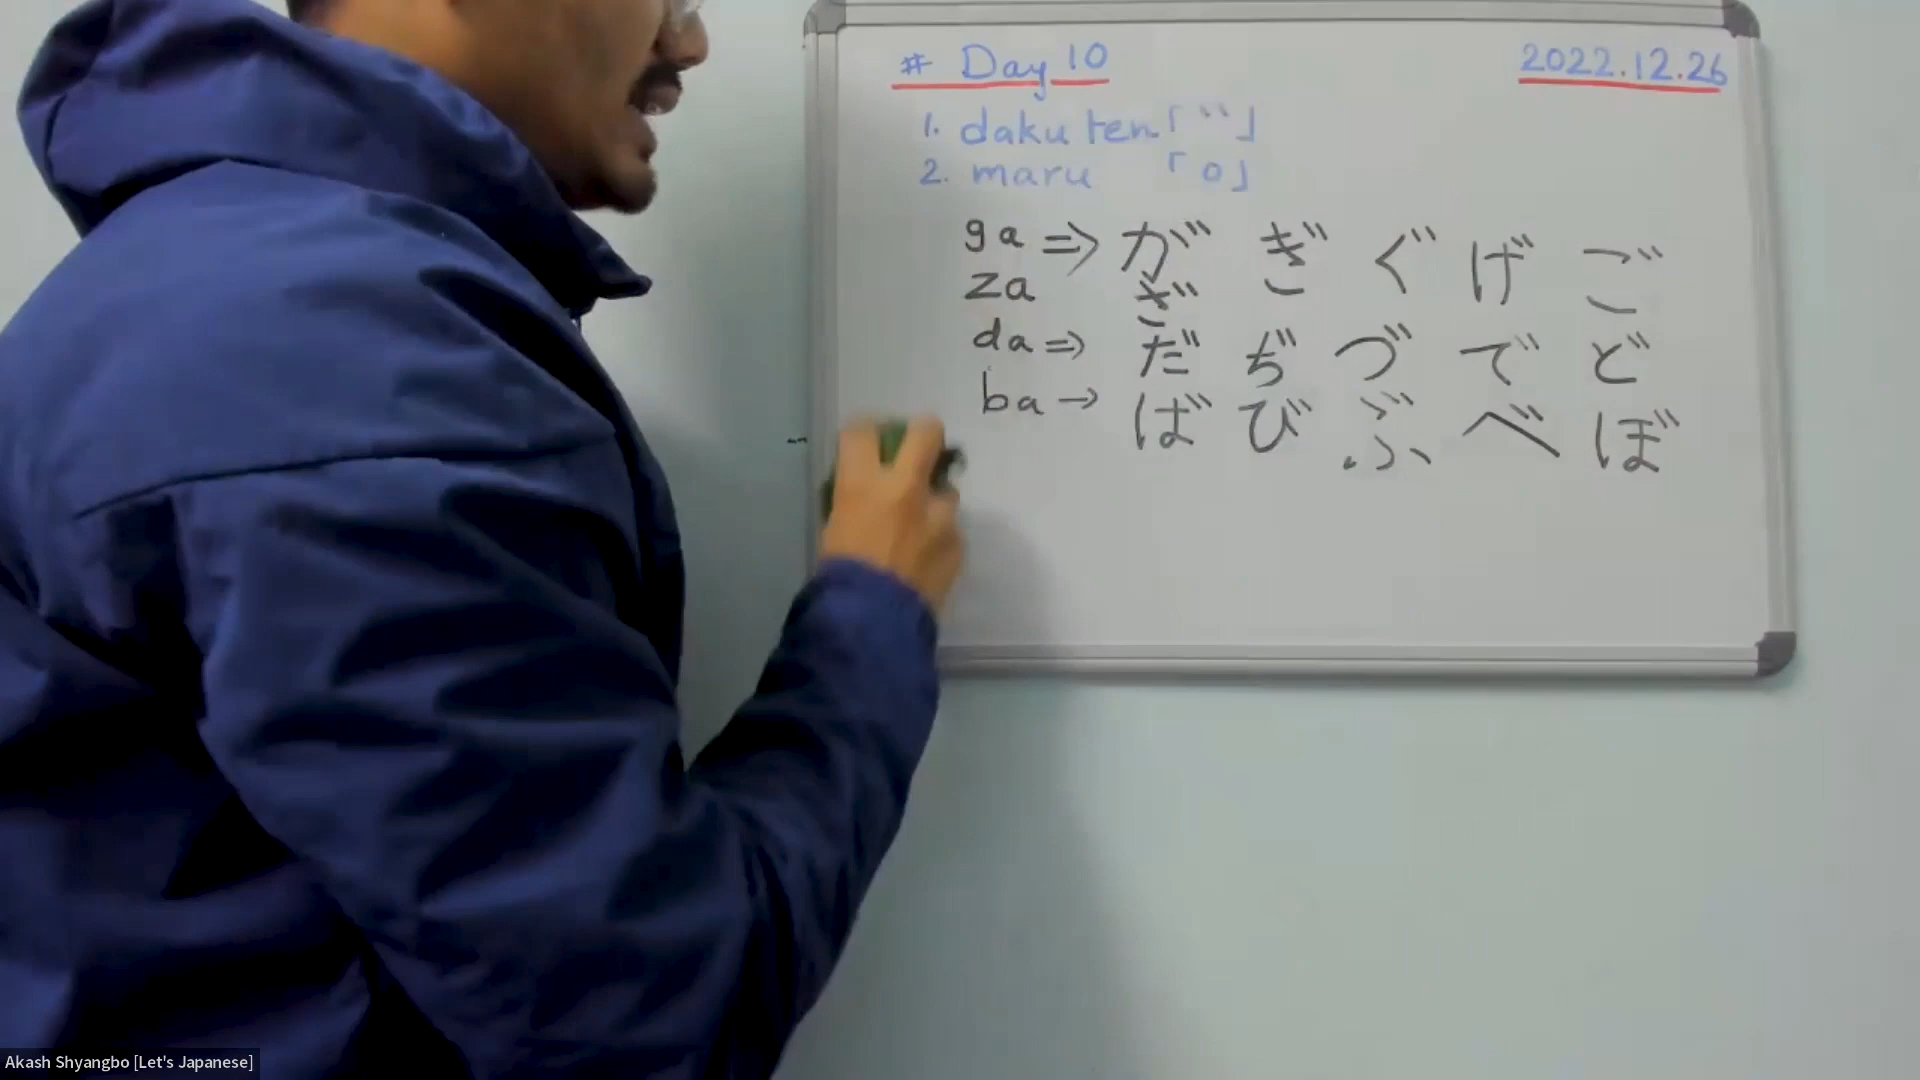 # Day 10 2022.12.26
1. dakuten「゛」
2. maru 「o」
ga => が ぎ ぐ げ ご
za ざ
da => だ ぢ づ で ど
ba → ば び ぶ べ ぼ
Akash Shyangbo [Let's Japanese]